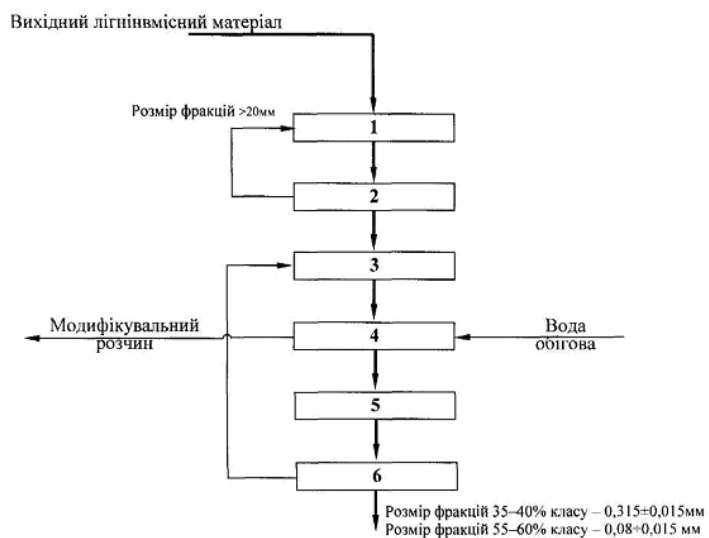 Вихідний лігнінвмісний матеріал
Розмір фракцій >20мм
1
2
3
Модифікувальний
розчин
4
Вода
обігова
5
6
Розмір фракцій 35–40% класу – 0,315±0,015мм
Розмір фракцій 55–60% класу – 0,08÷0,015 мм